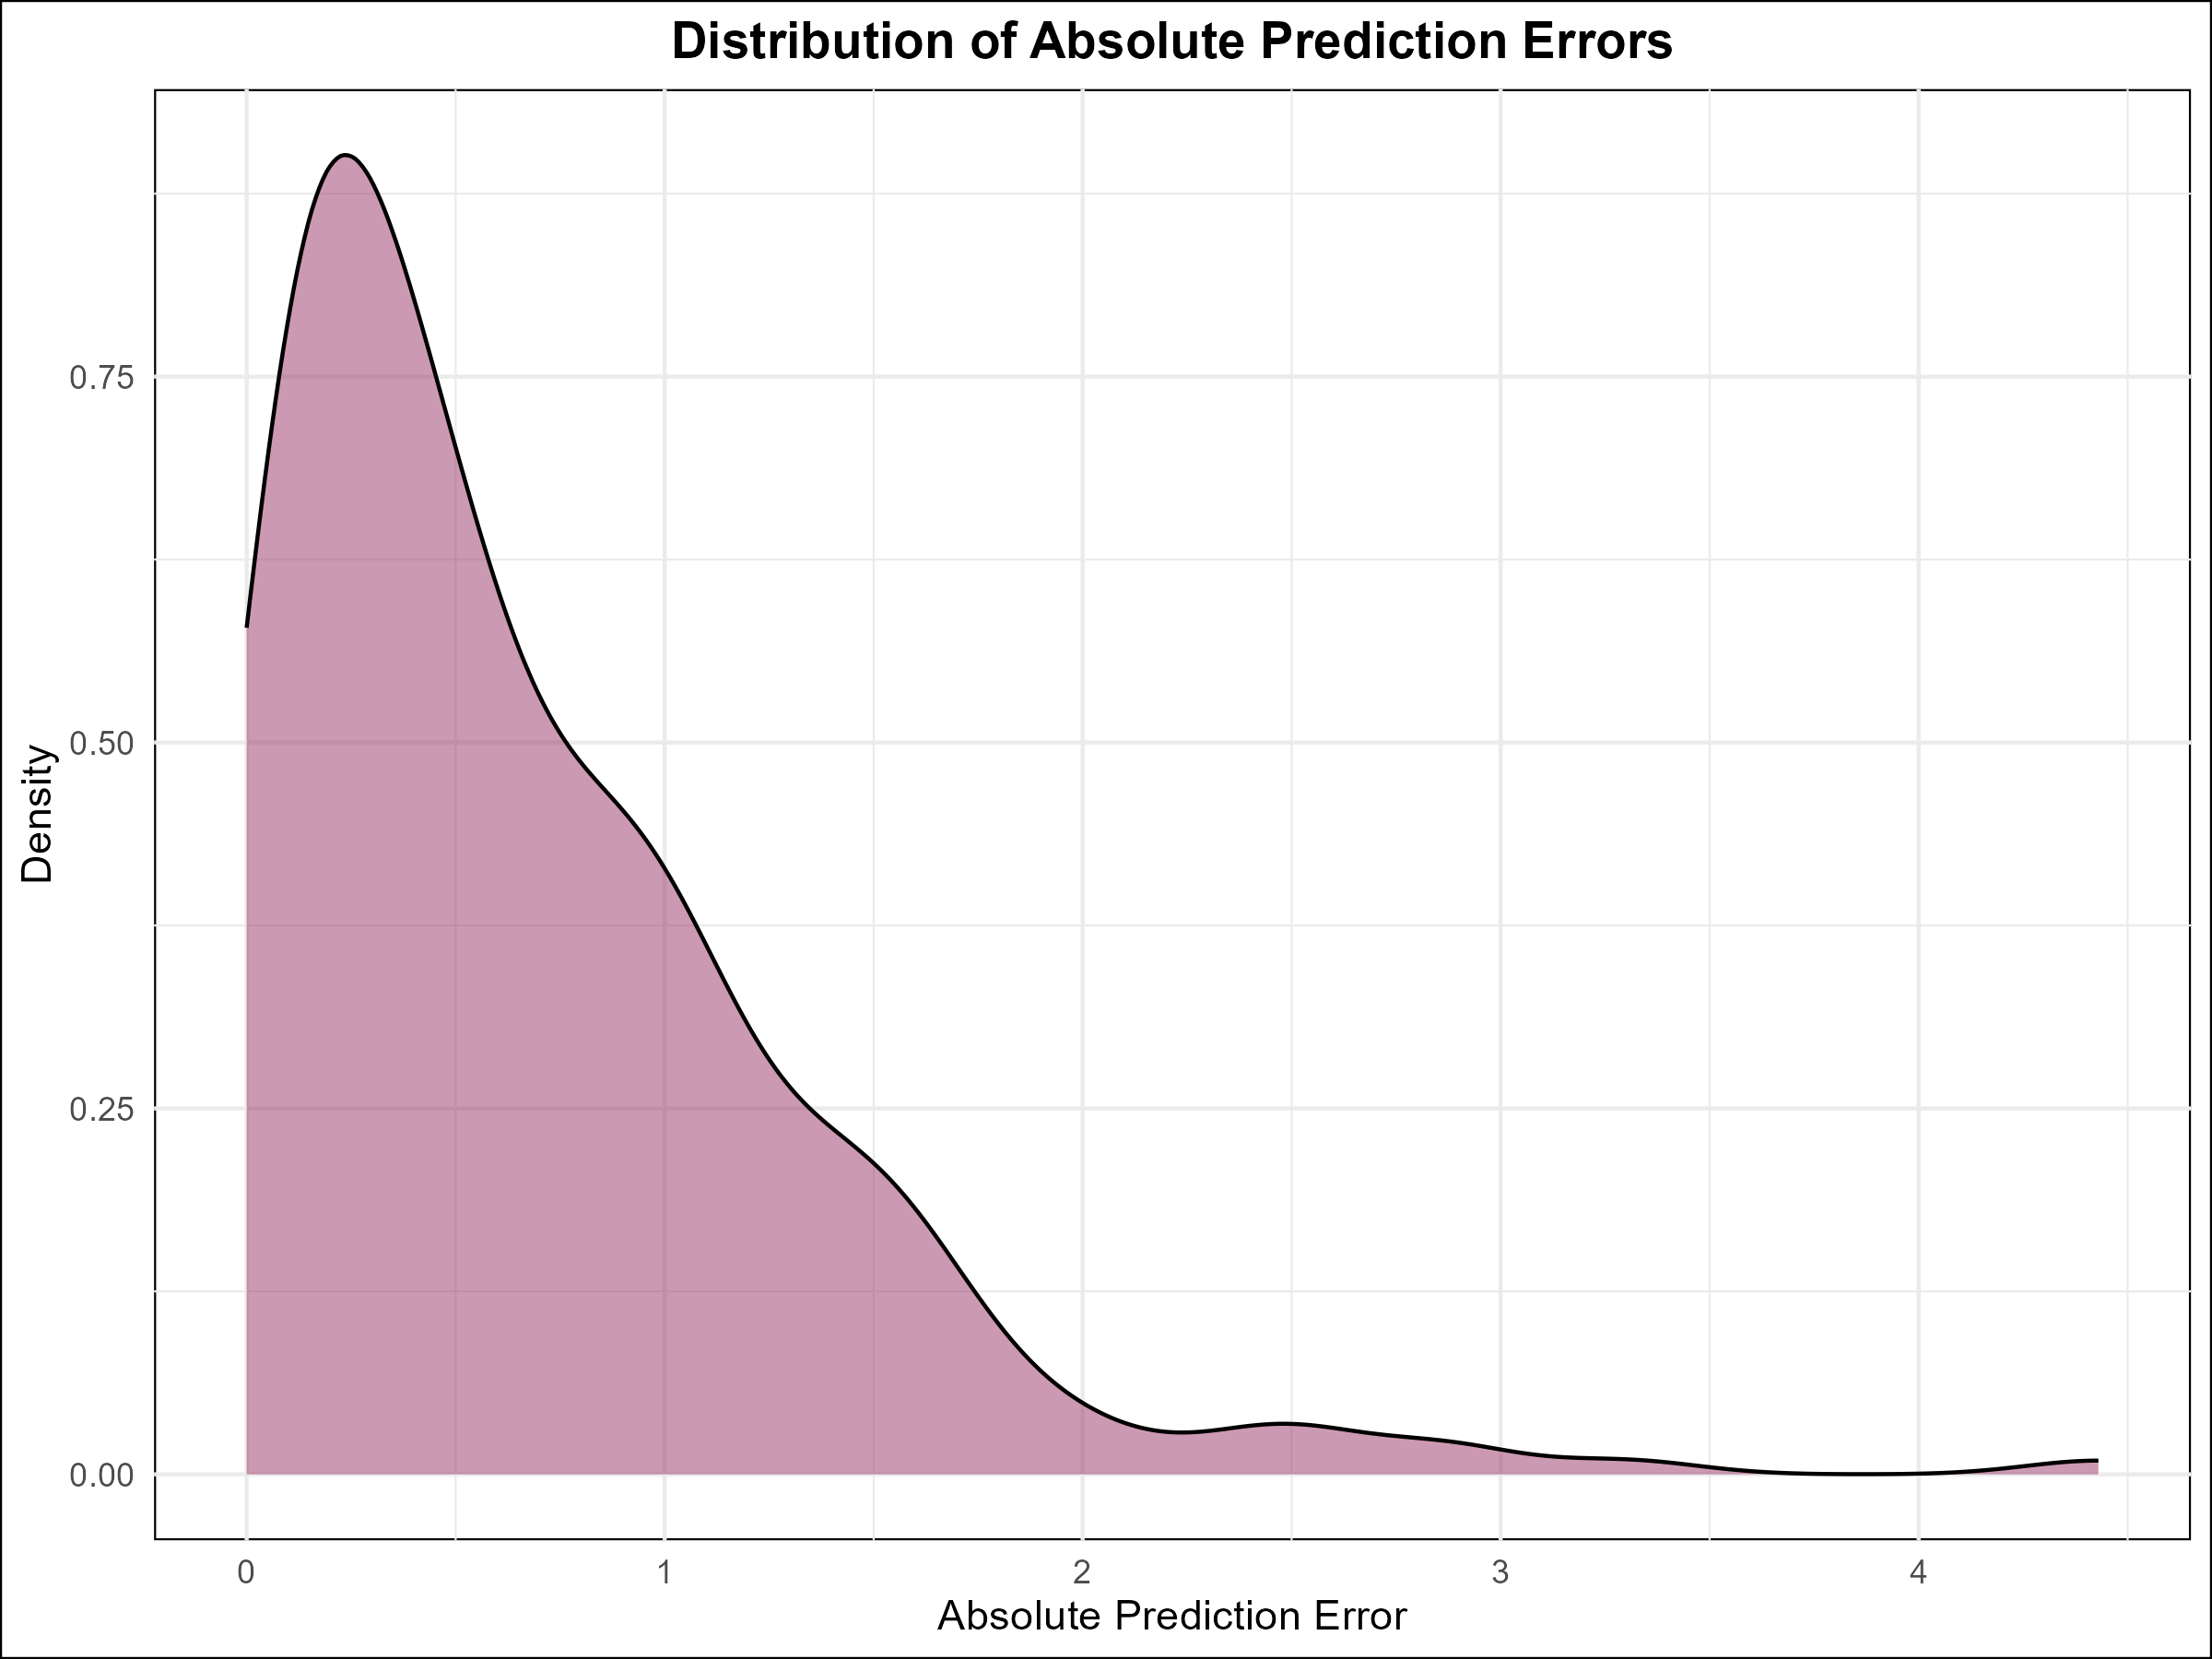 Distribution of Absolute Prediction Errors
Density
0.75
0.50
0.25
0.00
0 1 2 3 4
Absolute Prediction Error